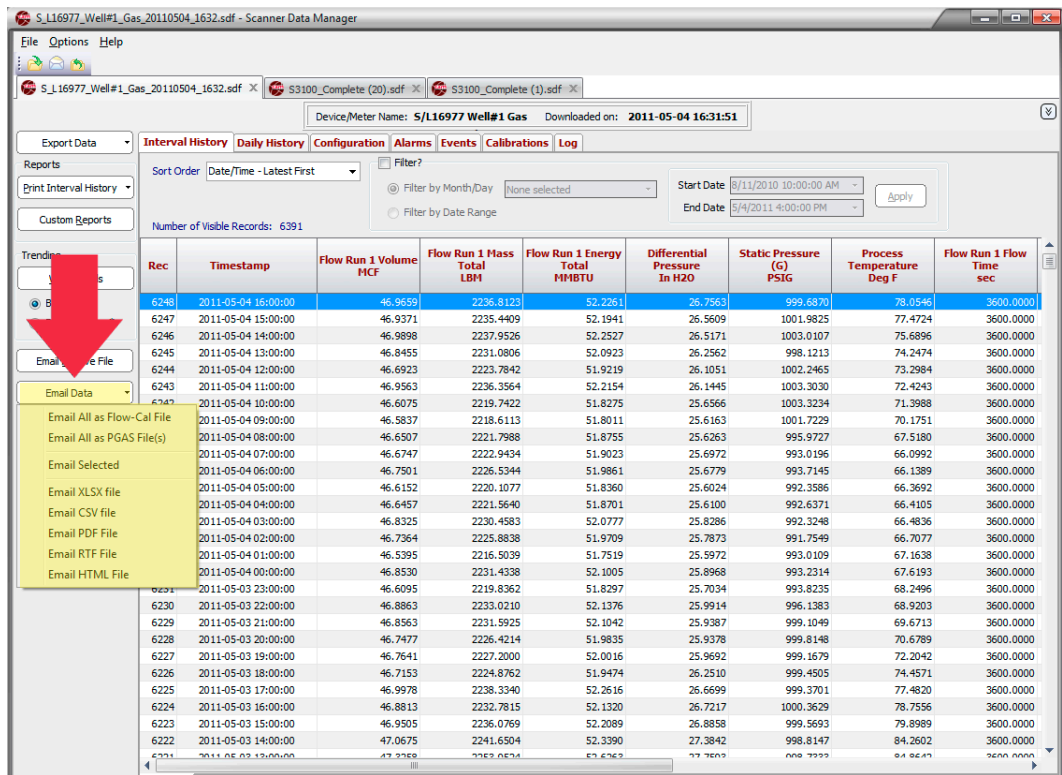 S_L16977_Well#1_Gas_20110504_1632.sdf - Scanner Data Manager
File Options Help
S_L16977_Well#1_Gas_20110504_1632.sdf S3100_Complete (20).sdf S3100_Complete (1).sdf
Device/Meter Name: S/L16977 Well#1 Gas Downloaded on: 2011-05-04 16:31:51
Export Data
Reports
Print Interval History
Custom Reports
Trending
Email Data
Email All as Flow-Cal File
Email All as PGAS File(s)
Email Selected
Email XLSX file
Email CSV file
Email PDF File
Email RTF File
Email HTML File
Interval History Daily History Configuration Alarms Events Calibrations Log
Sort Order Date/Time - Latest First
Filter?
Filter by Month/Day None selected
Filter by Date Range
Start Date 8/11/2010 10:00:00 AM
End Date 5/4/2011 4:00:00 PM
Apply
Number of Visible Records: 6391
Rec Timestamp Flow Run 1 Volume MCF Flow Run 1 Mass Total LBM Flow Run 1 Energy Total MMBTU Differential Pressure In H2O Static Pressure (G) PSIG Process Temperature Deg F Flow Run 1 Flow Time sec
6248 2011-05-04 16:00:00 46.9659 2236.8123 52.2261 26.7563 999.6870 78.0546 3600.0000
6247 2011-05-04 15:00:00 46.9371 2235.4409 52.1941 26.5609 1001.9825 77.4724 3600.0000
6246 2011-05-04 14:00:00 46.9898 2237.9526 52.2527 26.5171 1003.0107 75.6896 3600.0000
6245 2011-05-04 13:00:00 46.8455 2231.0806 52.0923 26.2562 998.1213 74.2474 3600.0000
6244 2011-05-04 12:00:00 46.6923 2223.7842 51.9219 26.1051 1002.2465 73.2984 3600.0000
6243 2011-05-04 11:00:00 46.9563 2236.3564 52.2154 26.1445 1003.3030 72.4243 3600.0000
6242 2011-05-04 10:00:00 46.6075 2219.7422 51.8275 25.6566 1003.3234 71.3988 3600.0000
2011-05-04 09:00:00 46.5837 2218.6113 51.8011 25.6163 1001.7229 70.1751 3600.0000
2011-05-04 08:00:00 46.6507 2221.7988 51.8755 25.6263 995.9727 67.5180 3600.0000
2011-05-04 07:00:00 46.6747 2222.9434 51.9023 25.6972 993.0196 66.0992 3600.0000
2011-05-04 06:00:00 46.7501 2226.5344 51.9861 25.6779 993.7145 66.1389 3600.0000
2011-05-04 05:00:00 46.6152 2220.1077 51.8360 25.6024 992.3586 66.3692 3600.0000
2011-05-04 04:00:00 46.6457 2221.5640 51.8701 25.6100 992.6371 66.4105 3600.0000
2011-05-04 03:00:00 46.8325 2230.4583 52.0777 25.8286 992.3248 66.4836 3600.0000
2011-05-04 02:00:00 46.7364 2225.8838 51.9709 25.7873 991.7549 66.7077 3600.0000
2011-05-04 01:00:00 46.5395 2216.5039 51.7519 25.5972 993.0109 67.1638 3600.0000
2011-05-04 00:00:00 46.8530 2231.4338 52.1005 25.8968 993.2314 67.6193 3600.0000
6231 2011-05-03 23:00:00 46.6095 2219.8362 51.8297 25.7034 993.8235 68.2496 3600.0000
6230 2011-05-03 22:00:00 46.8863 2233.0210 52.1376 25.9914 996.1383 68.9203 3600.0000
6229 2011-05-03 21:00:00 46.8563 2231.5925 52.1042 25.9387 999.1049 69.6713 3600.0000
6228 2011-05-03 20:00:00 46.7477 2226.4214 51.9835 25.9378 999.8148 70.6789 3600.0000
6227 2011-05-03 19:00:00 46.7641 2227.2000 52.0016 25.9692 999.1679 72.2042 3600.0000
6226 2011-05-03 18:00:00 46.7153 2224.8762 51.9474 26.2510 999.4505 74.4571 3600.0000
6225 2011-05-03 17:00:00 46.9978 2238.3340 52.2616 26.6699 999.3701 77.4820 3600.0000
6224 2011-05-03 16:00:00 46.8813 2232.7815 52.1320 26.7217 1000.3629 78.7556 3600.0000
6223 2011-05-03 15:00:00 46.9505 2236.0769 52.2089 26.8858 999.5693 79.8989 3600.0000
6222 2011-05-03 14:00:00 47.0675 2241.6504 52.3390 27.3842 998.8147 84.2602 3600.0000